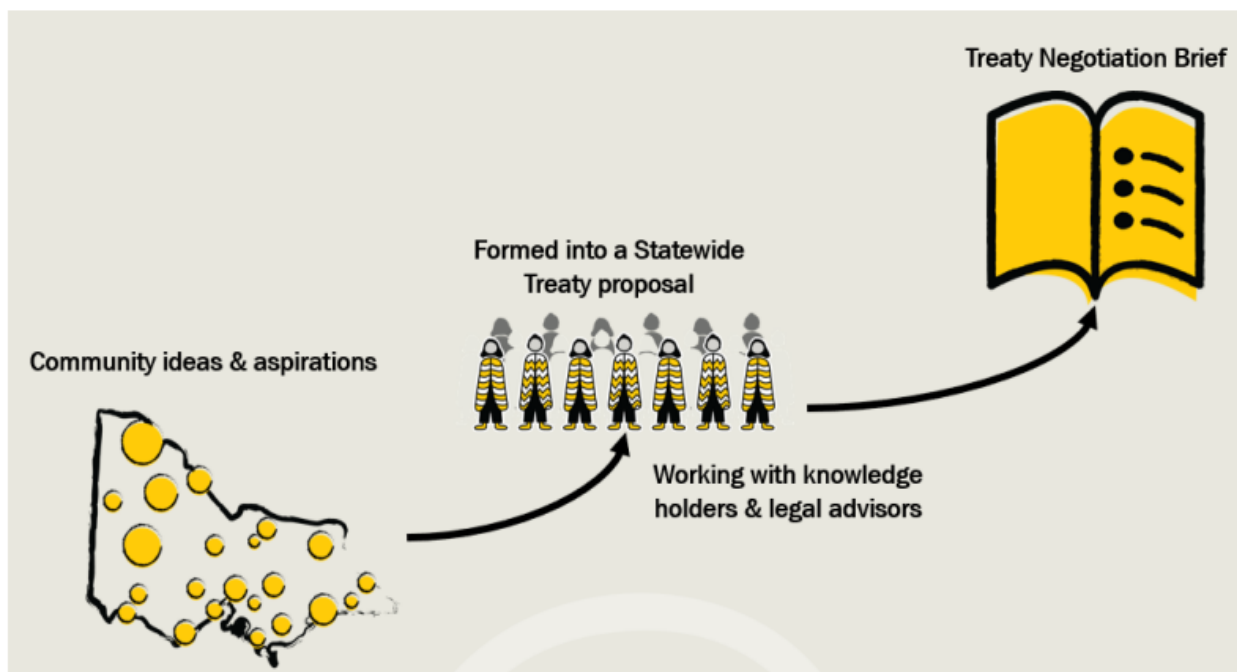 Treaty Negotiation Brief
Formed into a Statewide
Treaty proposal
Community ideas & aspirations
Working with knowledge
holders & legal advisors